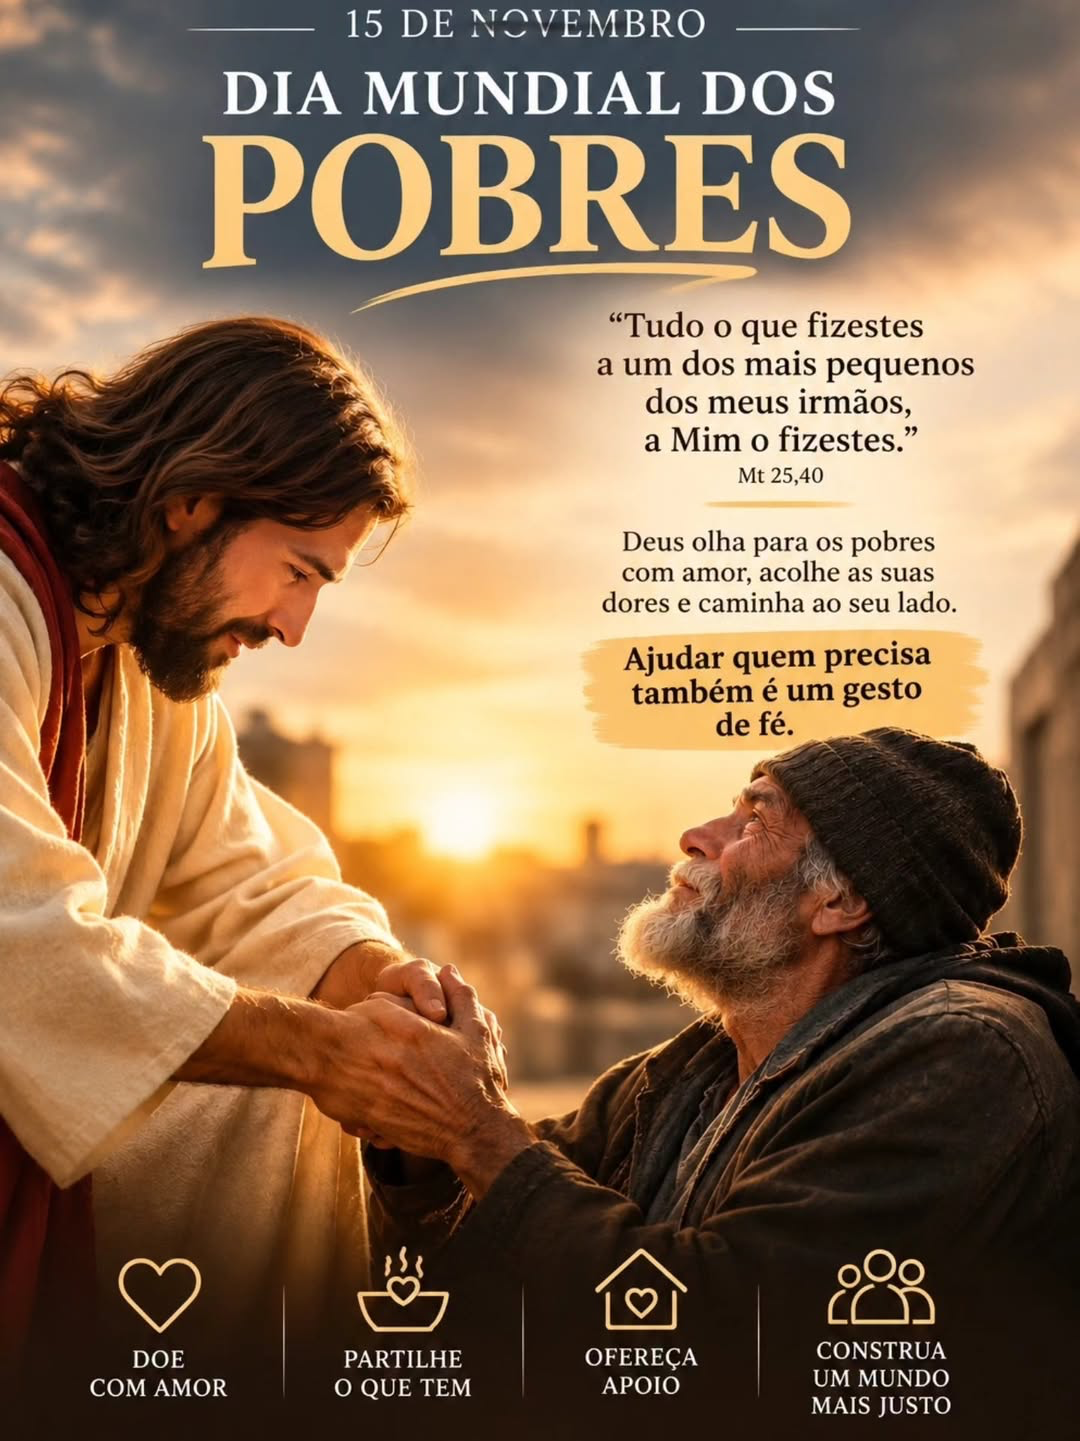 15 DE NOVEMBRO
DIA MUNDIAL DOS
POBRES
“Tudo o que fizestes
a um dos mais pequenos
dos meus irmãos,
a Mim o fizestes.”
Mt 25,40
Deus olha para os pobres
com amor, acolhe as suas
dores e caminha ao seu lado.
Ajudar quem precisa
também é um gesto
de fé.
DOE
COM AMOR
PARTILHE
O QUE TEM
OFEREÇA
APOIO
CONSTRUA
UM MUNDO
MAIS JUSTO